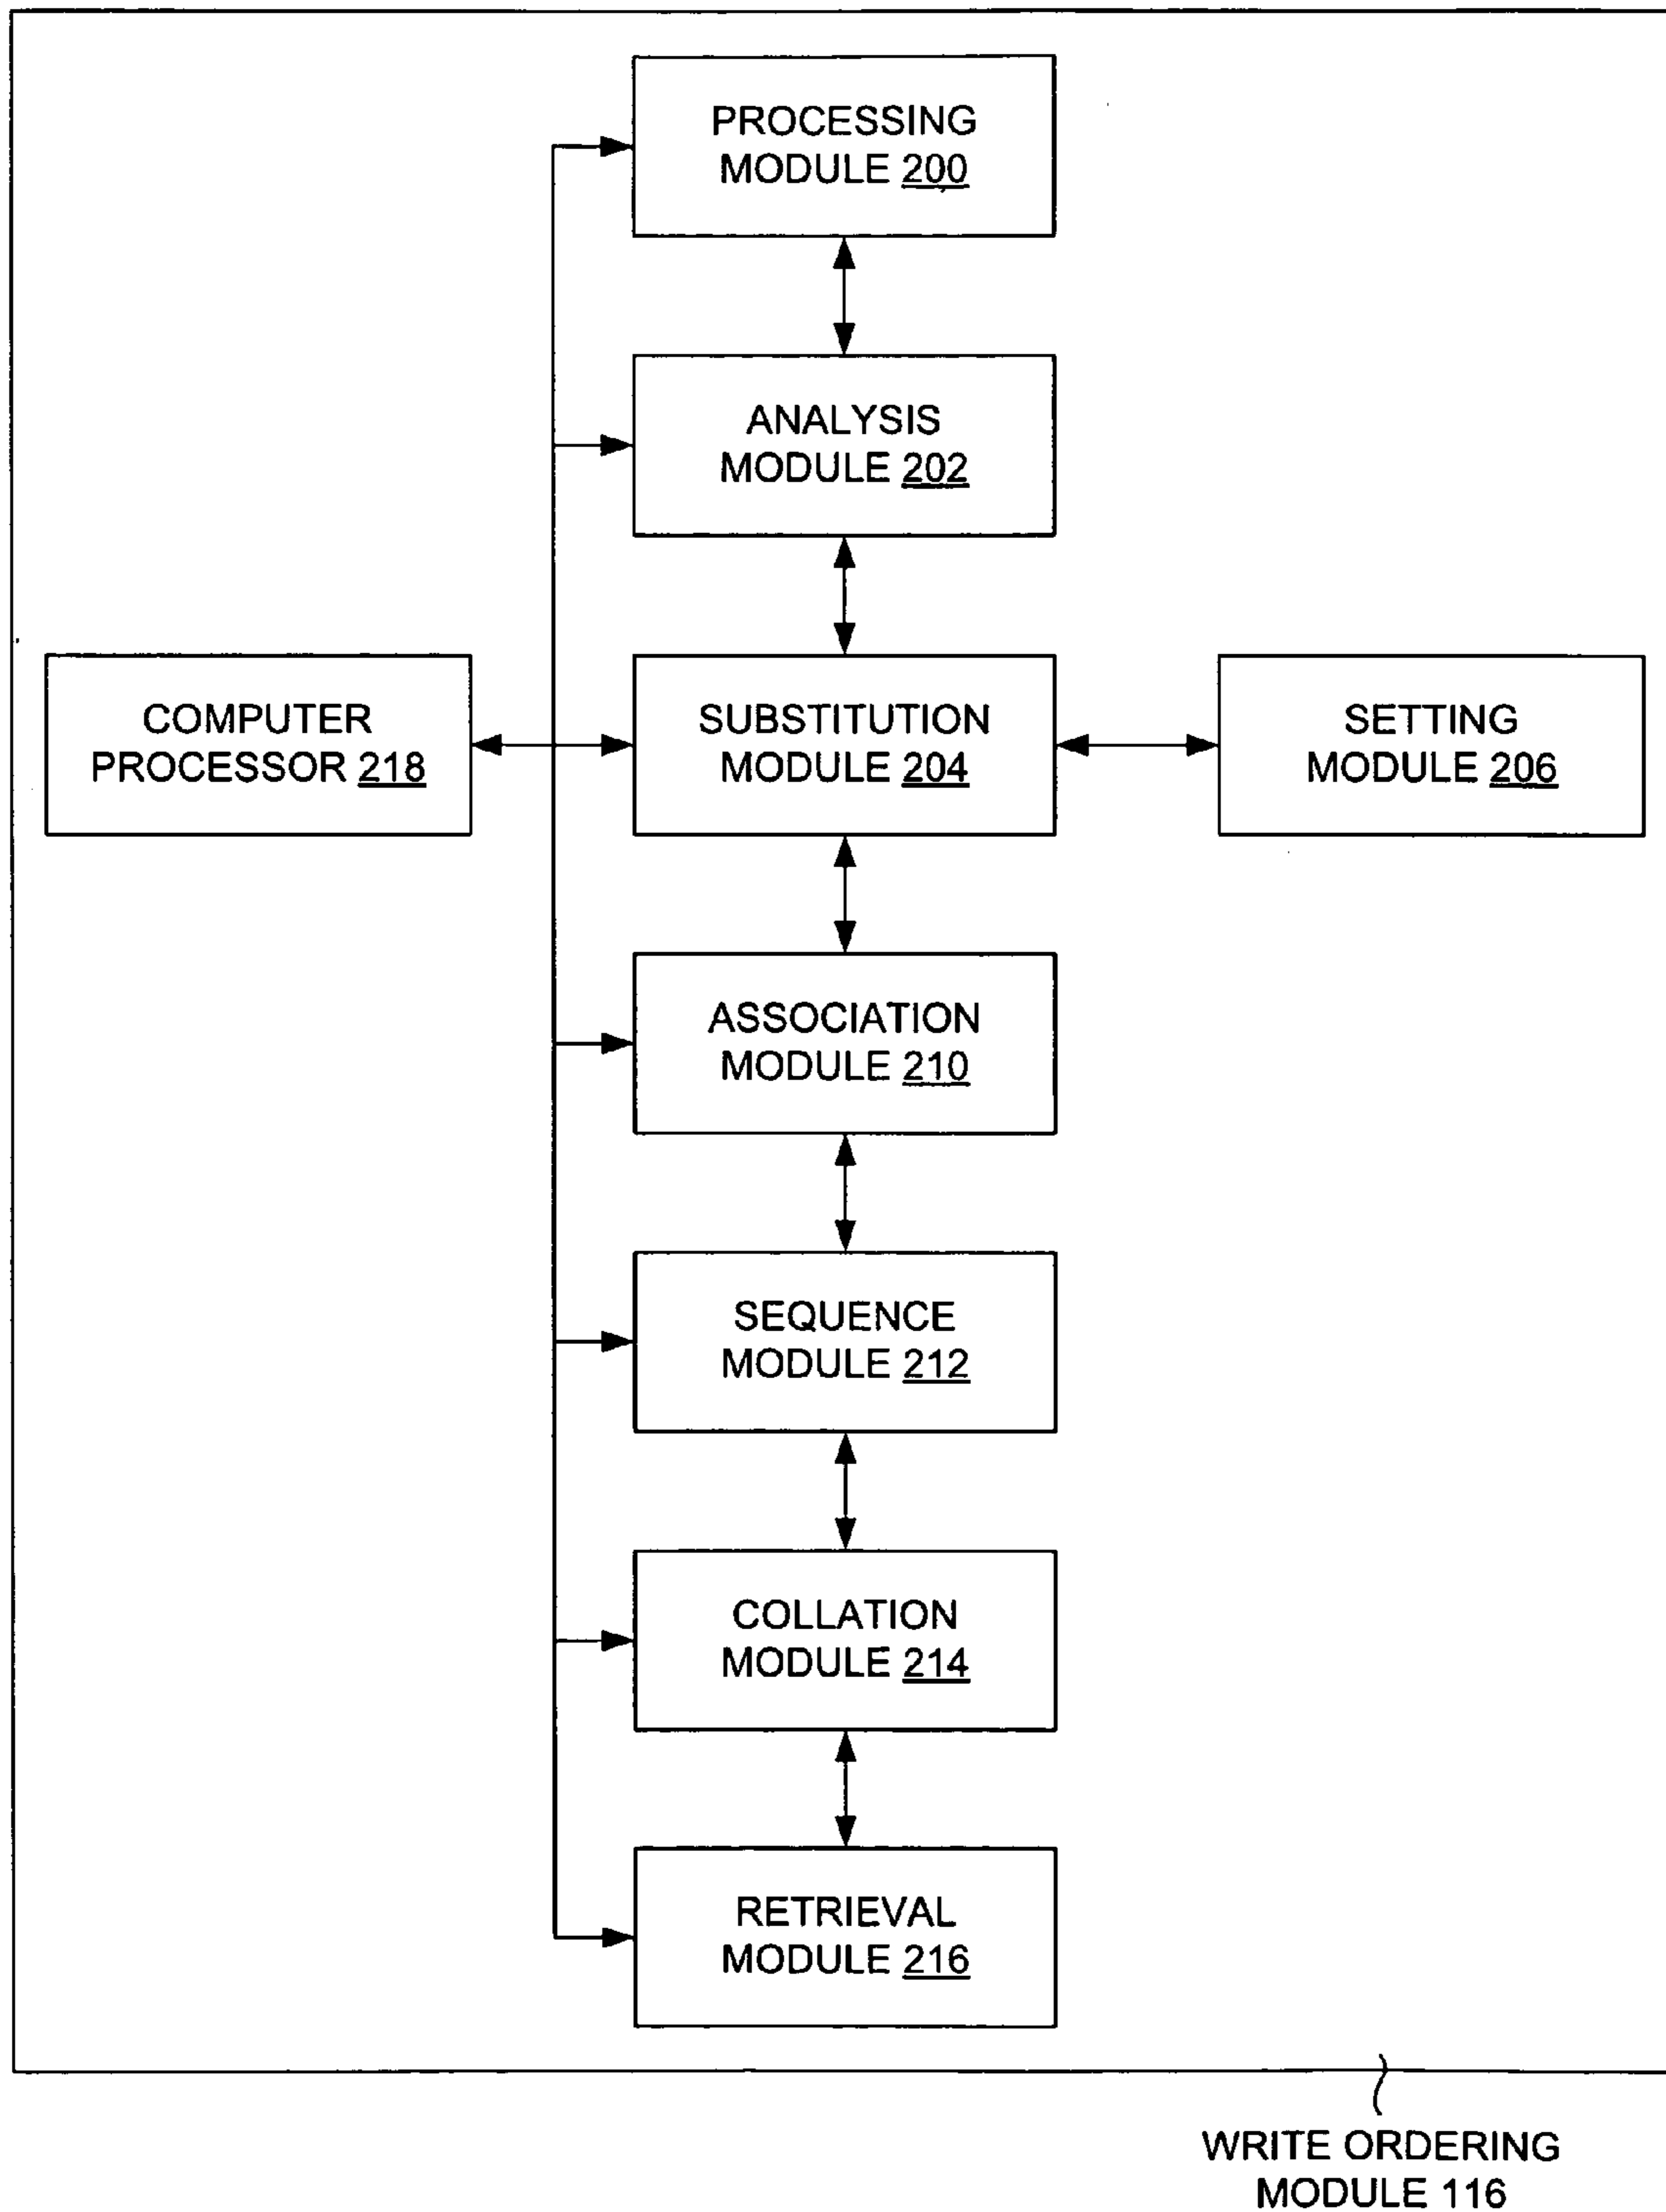 PROCESSING
MODULE 200
ANALYSIS
MODULE 202
COMPUTER
PROCESSOR 218
SUBSTITUTION
MODULE 204
SETTING
MODULE 206
ASSOCIATION
MODULE 210
SEQUENCE
MODULE 212
COLLATION
MODULE 214
RETRIEVAL
MODULE 216
WRITE ORDERING
MODULE 116